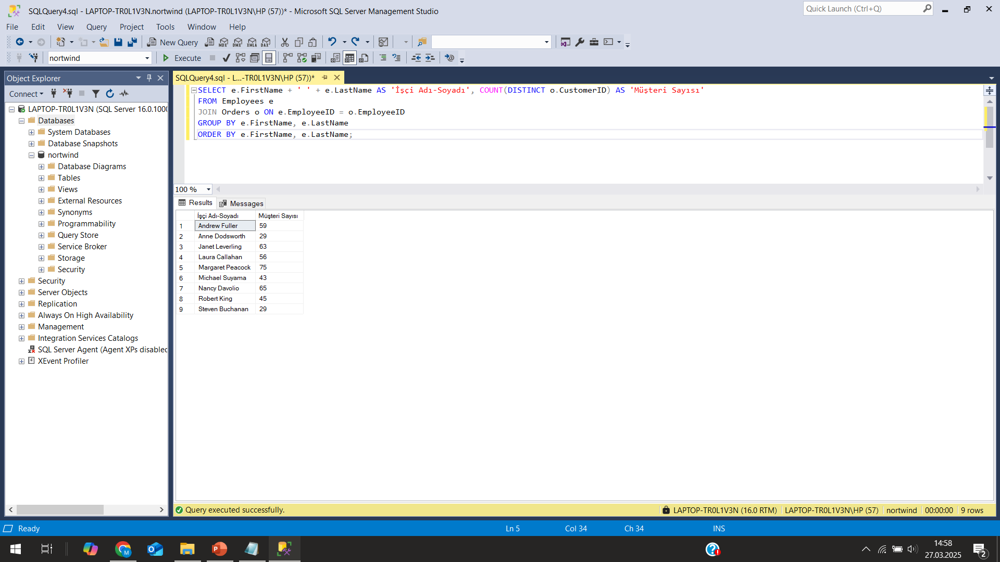 SQLQuery4.sql - LAPTOP-TR0L1V3N.nortwind (LAPTOP-TR0L1V3N\HP (57))* - Microsoft SQL Server Management Studio
Quick Launch (Ctrl+Q)
File Edit View Query Project Tools Window Help
New Query MDX DMX XMLA DAX
nortwind Execute
Object Explorer
Connect
LAPTOP-TR0L1V3N (SQL Server 16.0.1000
Databases
System Databases
Database Snapshots
nortwind
Database Diagrams
Tables
Views
External Resources
Synonyms
Programmability
Query Store
Service Broker
Storage
Security
Security
Server Objects
Replication
Always On High Availability
Management
Integration Services Catalogs
SQL Server Agent (Agent XPs disabled
XEvent Profiler
SQLQuery4.sql - L...-TR0L1V3N\HP (57))*
SELECT e.FirstName + ' ' + e.LastName AS 'İşçi Adı-Soyadı', COUNT(DISTINCT o.CustomerID) AS 'Müşteri Sayısı'
FROM Employees e
JOIN Orders o ON e.EmployeeID = o.EmployeeID
GROUP BY e.FirstName, e.LastName
ORDER BY e.FirstName, e.LastName;
100 %
Results Messages
İşçi Adı-Soyadı Müşteri Sayısı
1 Andrew Fuller 59
2 Anne Dodsworth 29
3 Janet Leverling 63
4 Laura Callahan 56
5 Margaret Peacock 75
6 Michael Suyama 43
7 Nancy Davolio 65
8 Robert King 45
9 Steven Buchanan 29
Query executed successfully. LAPTOP-TR0L1V3N (16.0 RTM) LAPTOP-TR0L1V3N\HP (57) nortwind 00:00:00 9 rows
Ready Ln 5 Col 34 Ch 34 INS
14:58
27.03.2025
2